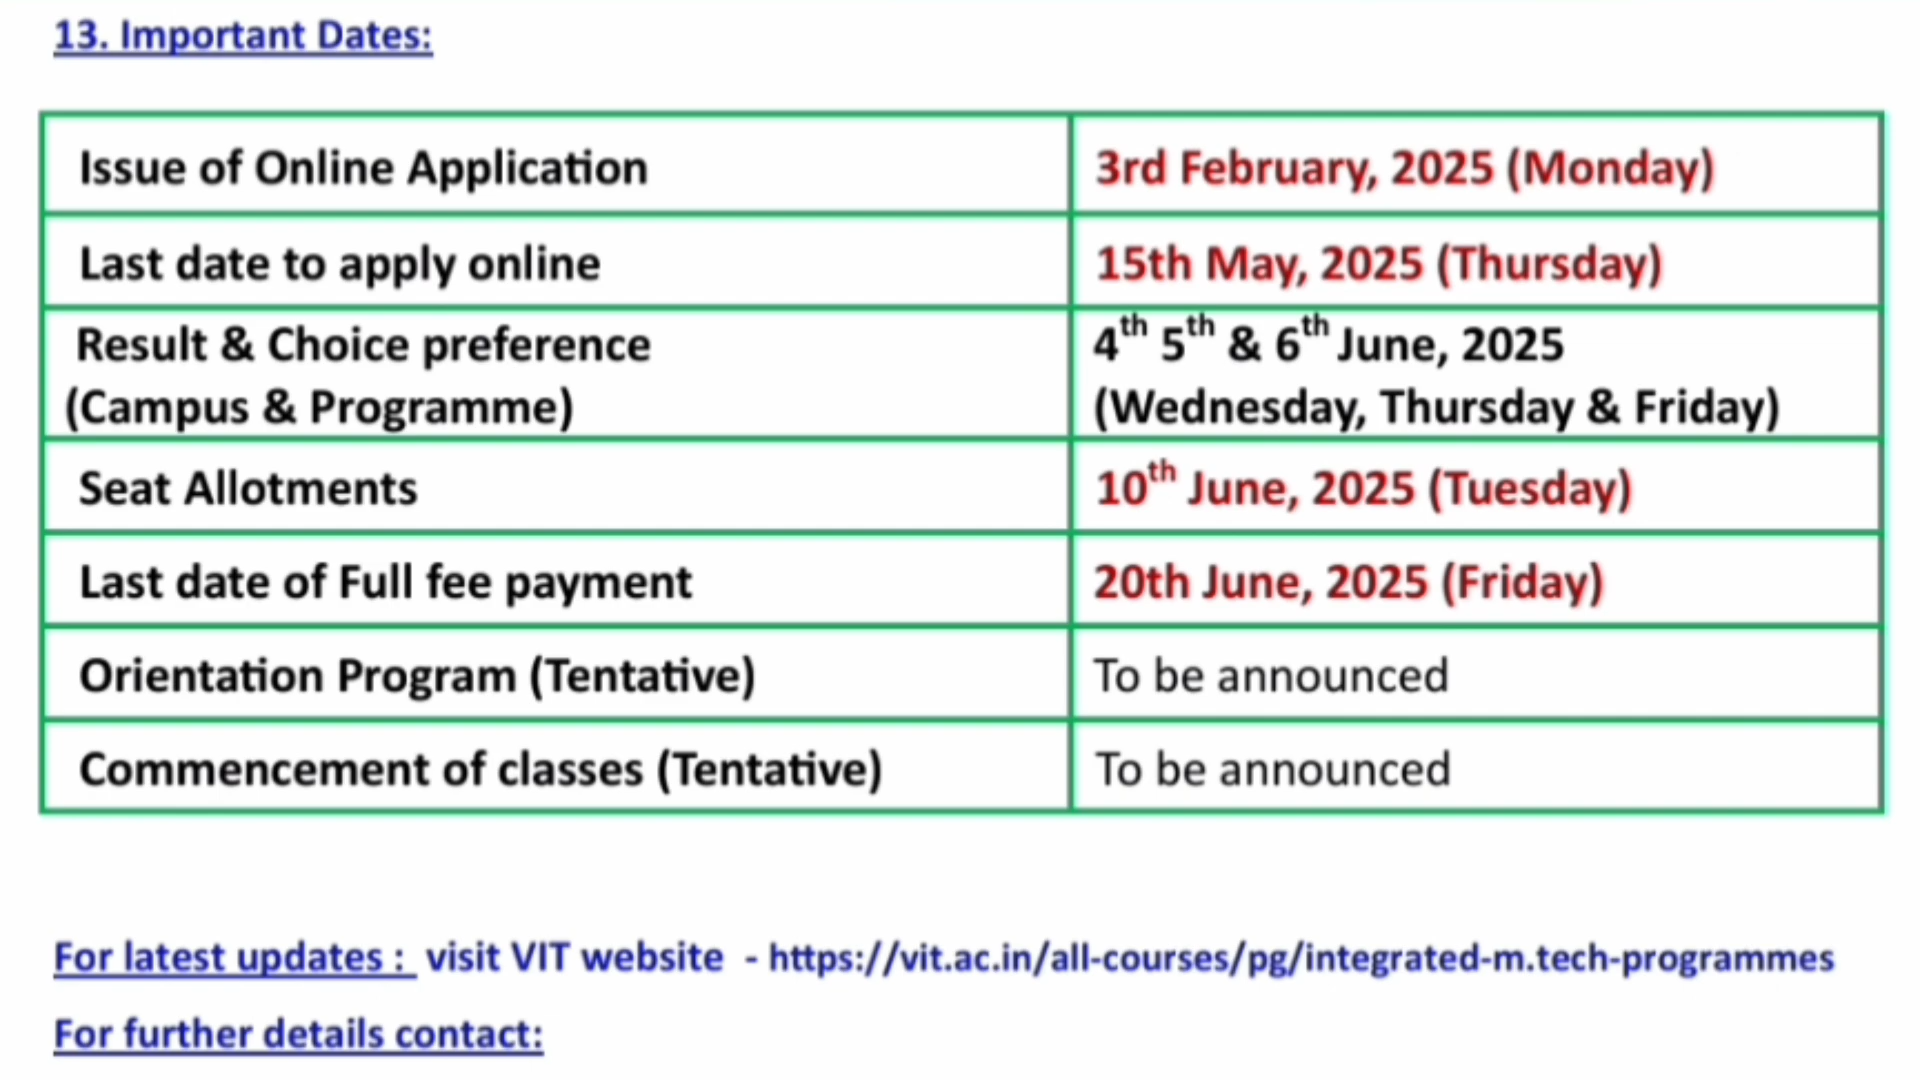 13. Important Dates:
Issue of Online Application
3rd February, 2025 (Monday)
Last date to apply online
15th May, 2025 (Thursday)
Result & Choice preference
(Campus & Programme)
4th 5th & 6th June, 2025
(Wednesday, Thursday & Friday)
Seat Allotments
10th June, 2025 (Tuesday)
Last date of Full fee payment
20th June, 2025 (Friday)
Orientation Program (Tentative)
To be announced
Commencement of classes (Tentative)
To be announced
For latest updates : visit VIT website - https://vit.ac.in/all-courses/pg/integrated-m.tech-programmes
For further details contact: